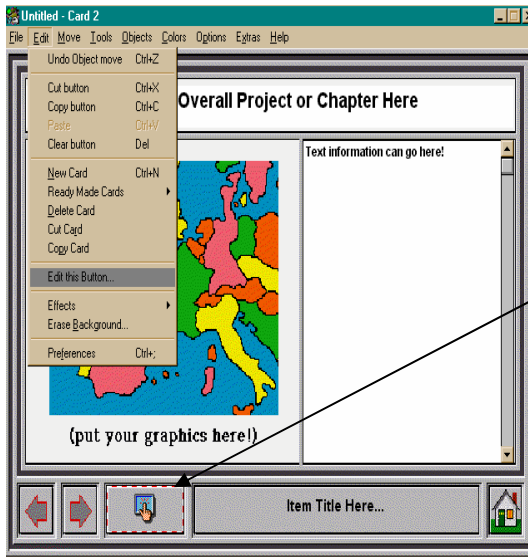 Untitled - Card 2
File Edit Move Tools Objects Colors Options Extras Help
Undo Object move Ctrl+Z
Cut button Ctrl+X
Copy button Ctrl+C
Paste Ctrl+V
Clear button Del
New Card Ctrl+N
Ready Made Cards
Delete Card
Cut Card
Copy Card
Edit this Button...
Effects
Erase Background...
Preferences Ctrl+;
Overall Project or Chapter Here
Text information can go here!
(put your graphics here!)
Item Title Here...